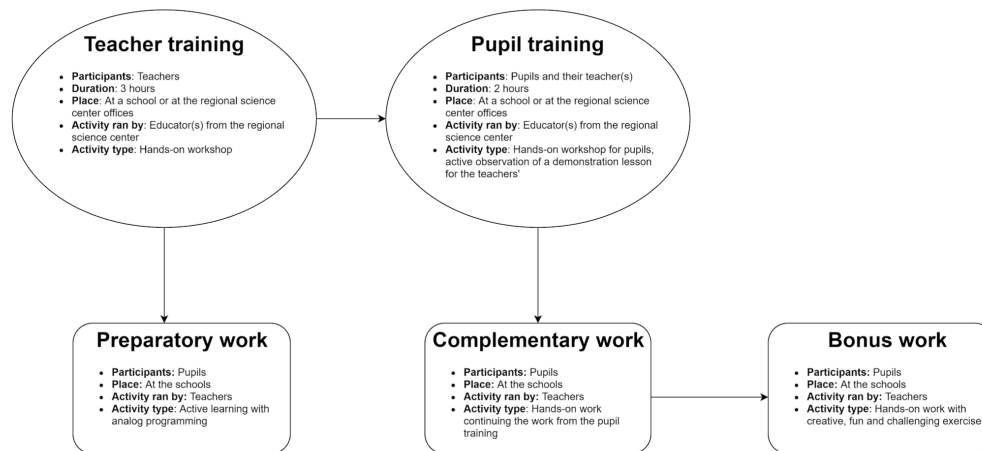 Teacher training
• Participants: Teachers
• Duration: 3 hours
• Place: At a school or at the regional science
center offices
• Activity ran by: Educator(s) from the regional
science center
• Activity type: Hands-on workshop
Pupil training
• Participants: Pupils and their teacher(s)
• Duration: 2 hours
• Place: At a school or at the regional science
center offices
• Activity ran by: Educator(s) from the regional
science center
• Activity type: Hands-on workshop for pupils,
active observation of a demonstration lesson
for the teachers'
Preparatory work
• Participants: Pupils
• Place: At the schools
• Activity ran by: Teachers
• Activity type: Active learning with
analog programming
Complementary work
• Participants: Pupils
• Place: At the schools
• Activity ran by: Teachers
• Activity type: Hands-on work
continuing the work from the pupil
training
Bonus work
• Participants: Pupils
• Place: At the schools
• Activity ran by: Teachers
• Activity type: Hands-on work with
creative, fun and challenging exercise